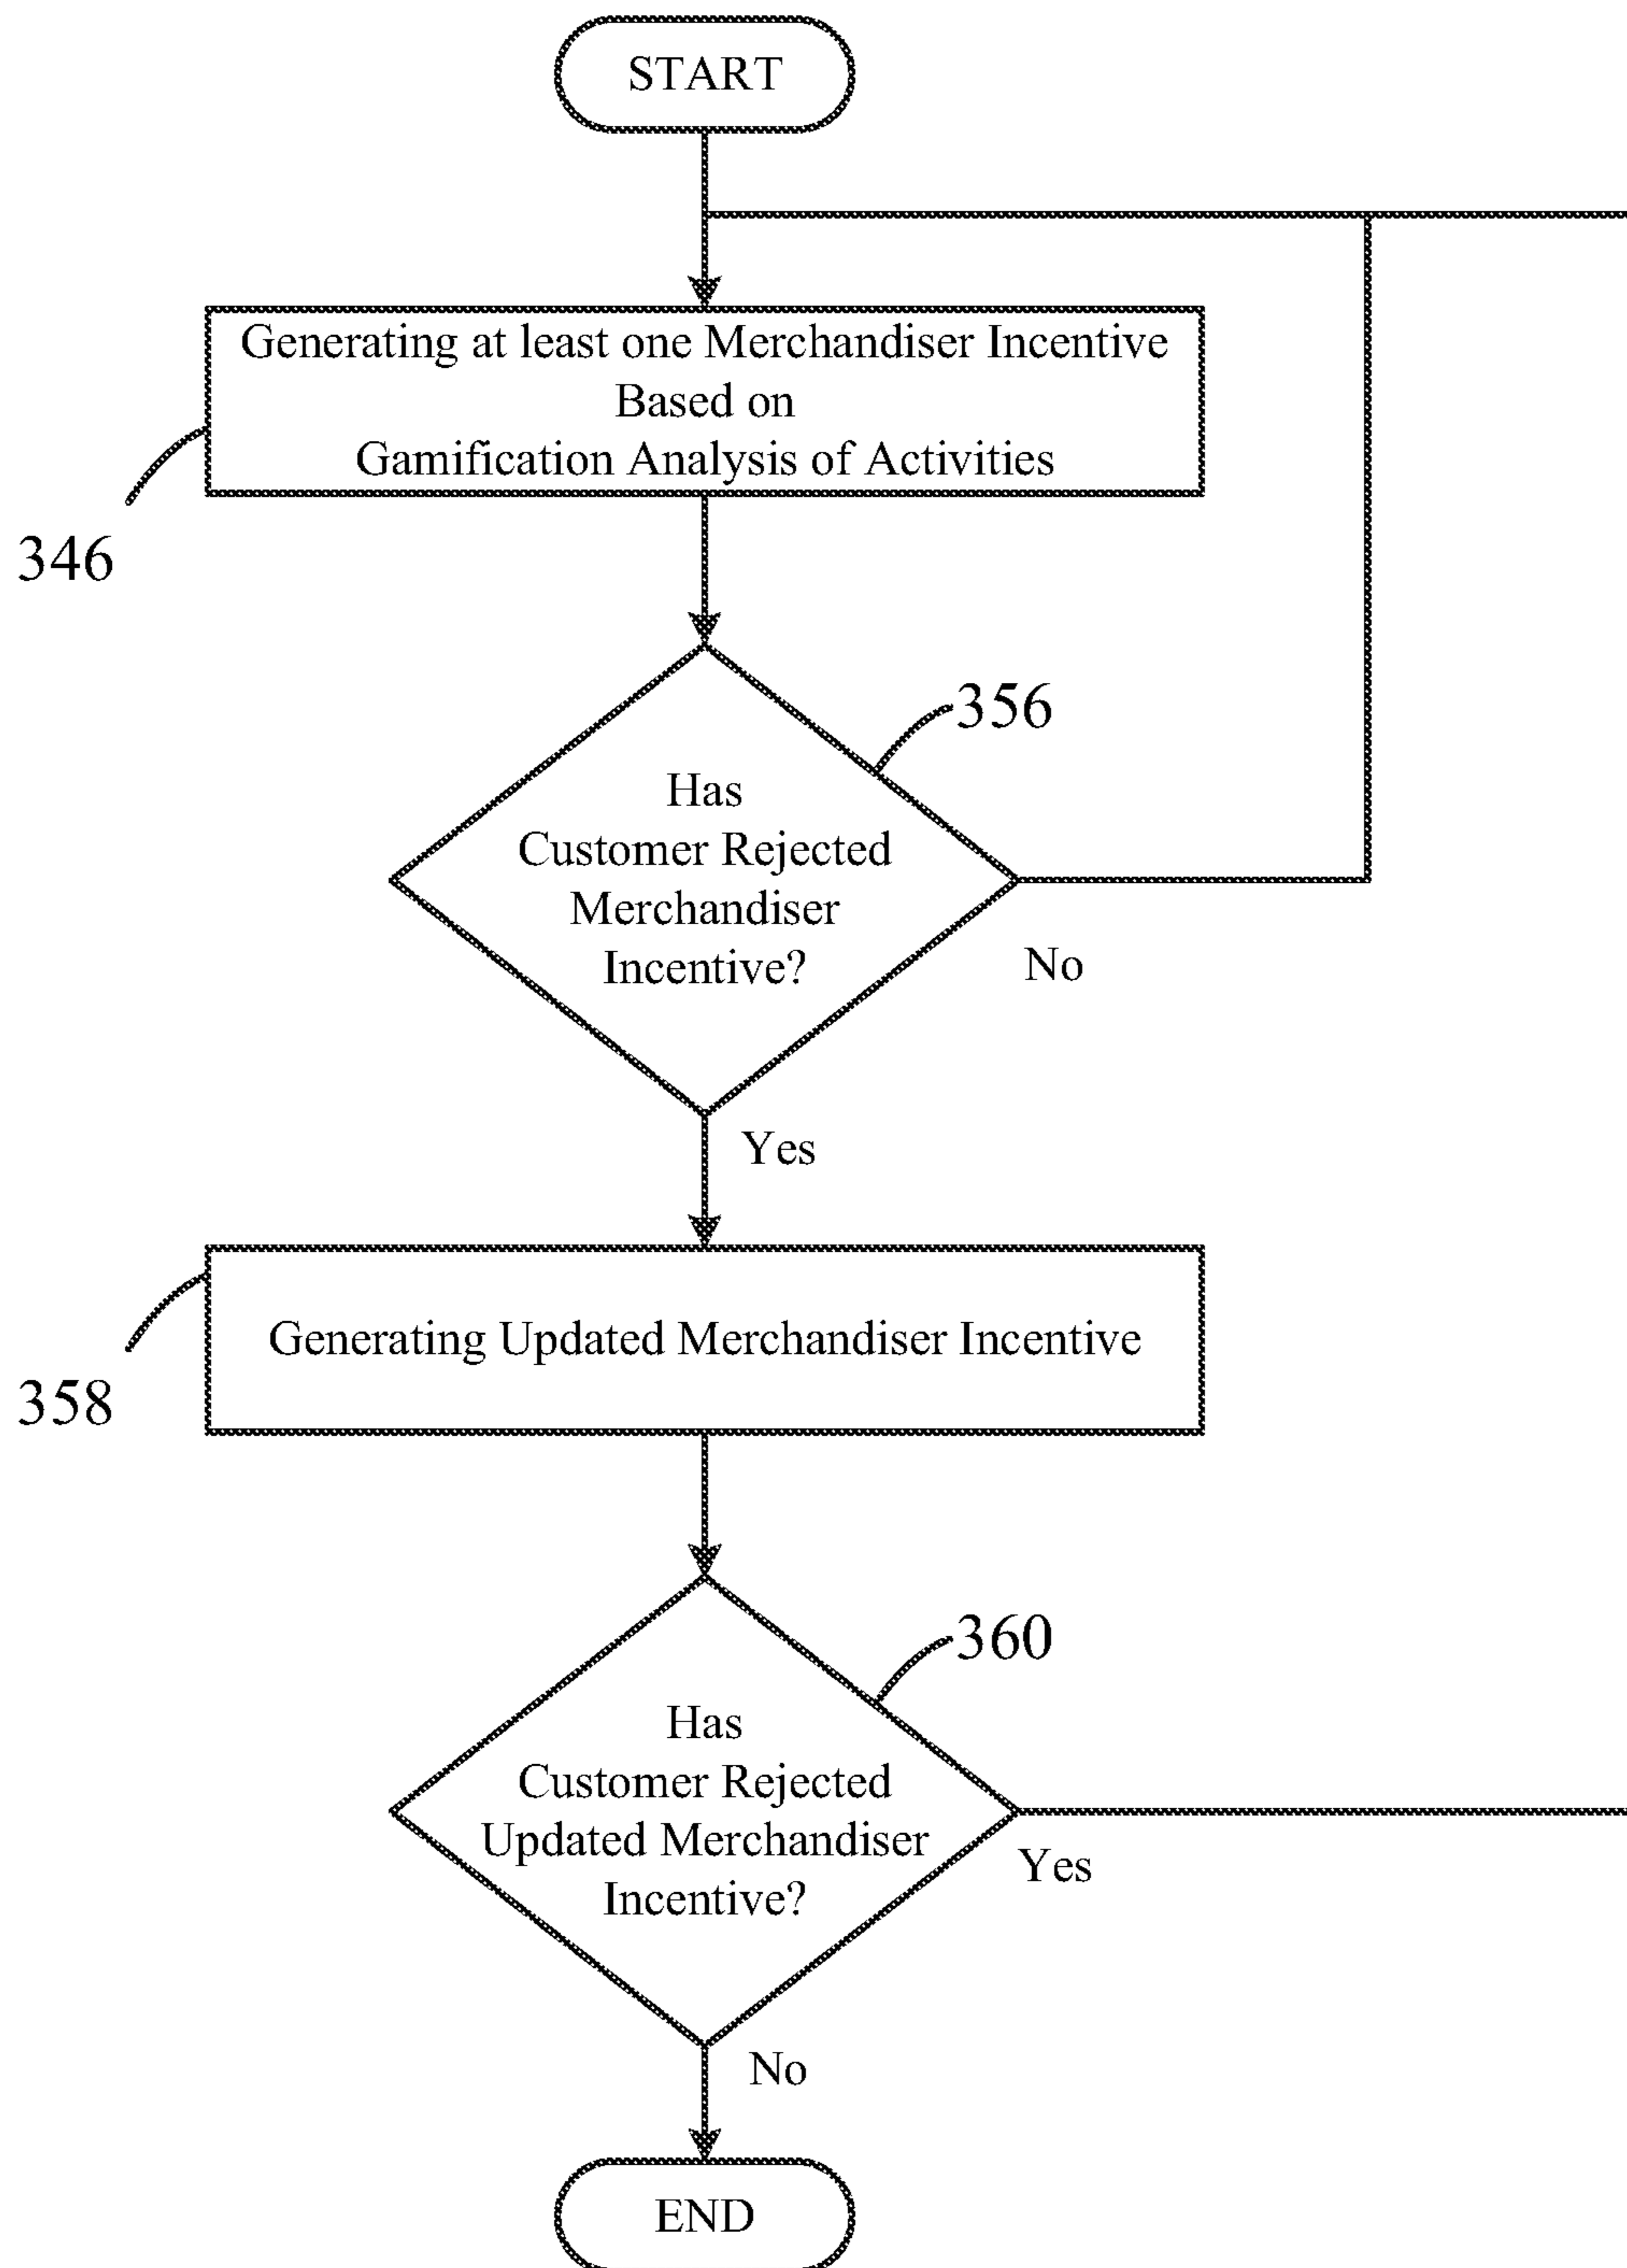 START
Generating at least one Merchandiser Incentive
Based on
Gamification Analysis of Activities
346
356
Has
Customer Rejected
Merchandiser
Incentive?
No
Yes
Generating Updated Merchandiser Incentive
358
360
Has
Customer Rejected
Updated Merchandiser
Incentive?
Yes
No
END